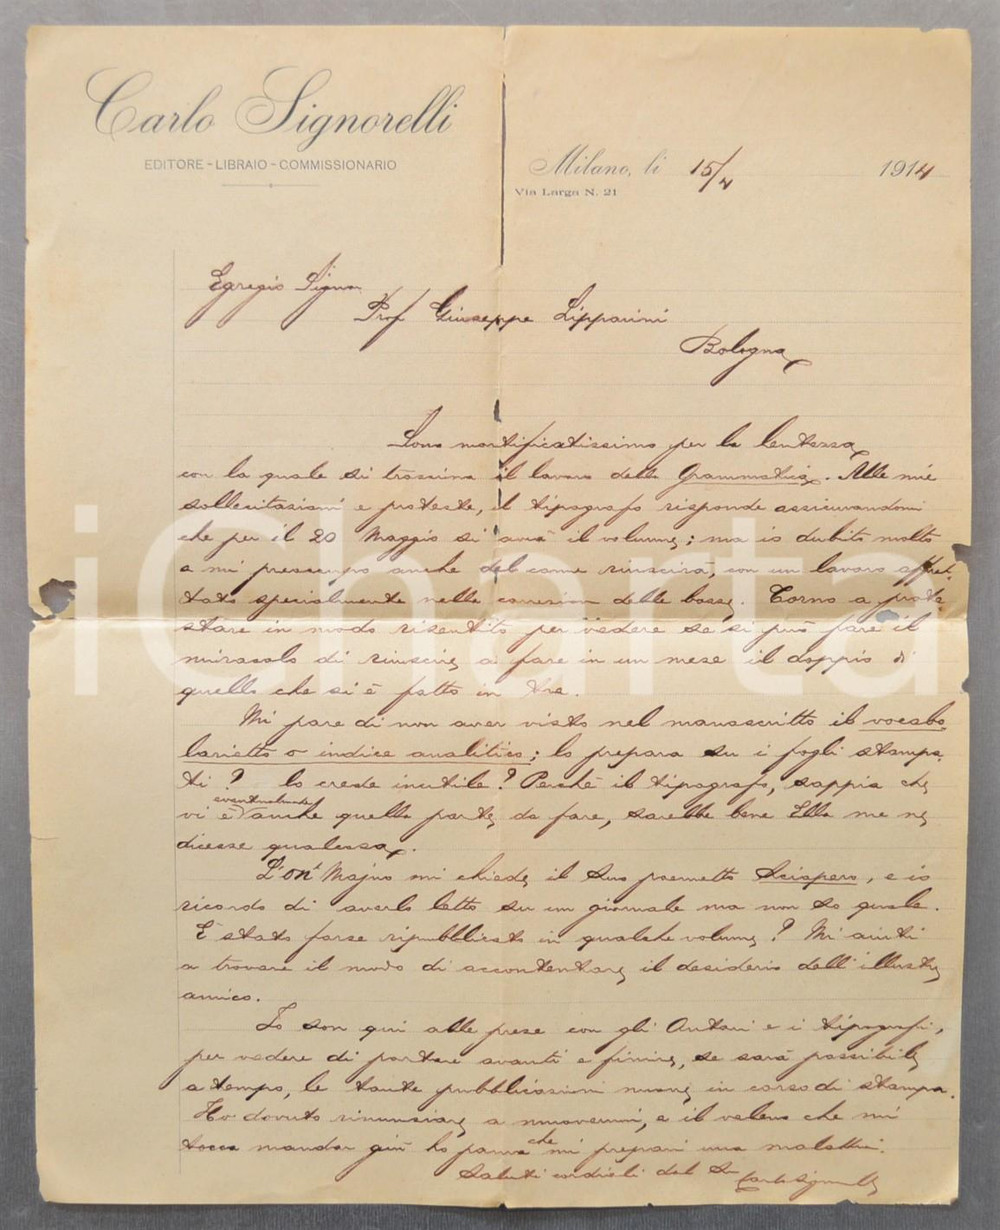 Carlo Signorelli
EDITORE - LIBRAIO - COMMISSIONARIO
Milano, li 15/4 1914
Via Larga N. 21
Egregio Signor
Prof Giuseppe Lipparini
Bologna
Sono mortificatissimo per la lentezza
con la quale si trascina il lavoro della Grammatica. Alle mie
sollecitazioni e proteste, il tipografo risponde assicurandomi
che per il 20 Maggio si avrà il volume; ma io dubito molto
e mi preoccupo anche del come riuscirà, con un lavoro affret-
tato specialmente nella correzione delle bozze. Torno a prote-
stare in modo risentito per vedere se si può fare il
miracolo di riuscire a fare in un mese il doppio di
quello che si è fatto in tre.
Mi pare di non aver visto nel manoscritto il vocabo-
larietto o indice analitico; lo prepara su i fogli stampa-
ti? lo crede inutile? Perchè il tipografo, sappia che
vi è eventualmente anche quella parte da fare, sarebbe bene Ella me ne
dicesse qualcosa.
L'on. Majno mi chiede il Suo poemetto Lo sciopero, e io
ricordo di averlo letto su un giornale ma non so quale.
È stato forse ripubblicato in qualche volume? Mi aiuti
a trovare il modo di accontentare il desiderio dell'illustre
amico.
Io son qui alle prese con gli Autori e i tipografi,
per vedere di portare avanti e finire, se sarà possibile
a tempo, le tante pubblicazioni nuove in corso di stampa.
Ho dovuto rinunziare a muovermi, e il veleno che mi
tocca mandar giù ho paura che mi prepari una malattia.
Saluti cordiali dal Suo
Carlo Signorelli
iCharta